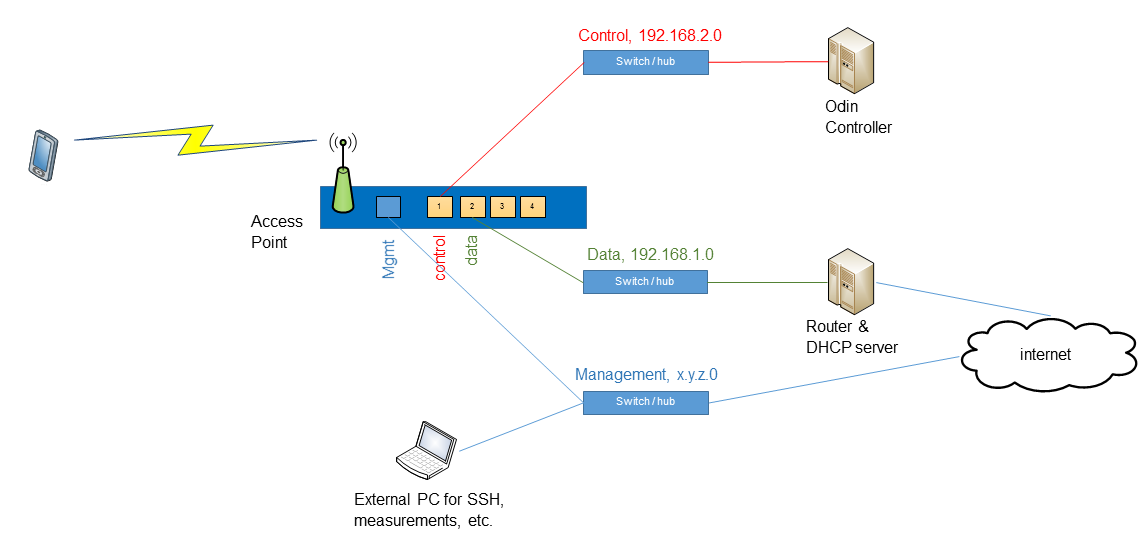 Control, 192.168.2.0
Switch / hub
Odin
Controller
1
2
3
4
Access
Point
Mgmt
control
data
Data, 192.168.1.0
Switch / hub
Router &
DHCP server
internet
Management, x.y.z.0
Switch / hub
External PC for SSH,
measurements, etc.